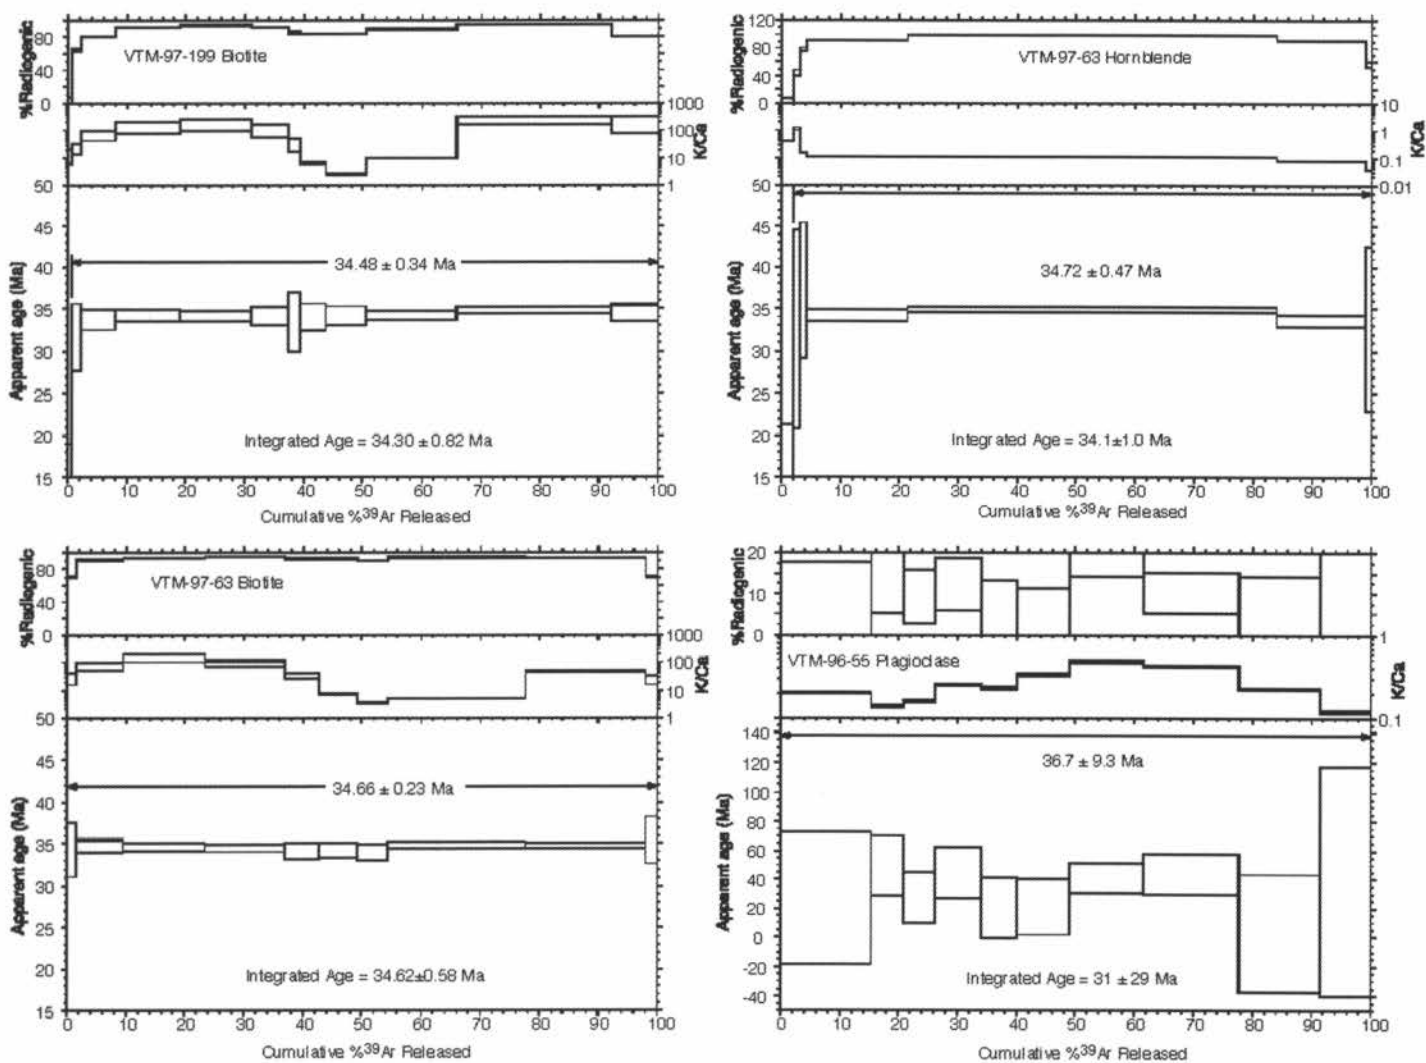 %Radiogenic
80
40
0
VTM-97-199 Biotite
1000
100
10
1
K/Ca
50
45
40
35
30
25
20
15
Apparent age (Ma)
34.48 ± 0.34 Ma
Integrated Age = 34.30 ± 0.82 Ma
0 10 20 30 40 50 60 70 80 90 100
Cumulative %39Ar Released
%Radiogenic
120
100
80
60
40
20
0
VTM-97-63 Hornblende
10
1
0.1
0.01
K/Ca
50
45
40
35
30
25
20
15
Apparent age (Ma)
34.72 ± 0.47 Ma
Integrated Age = 34.1±1.0 Ma
0 10 20 30 40 50 60 70 80 90 100
Cumulative %39Ar Released
%Radiogenic
80
40
0
VTM-97-63 Biotite
1000
100
10
1
K/Ca
50
45
40
35
30
25
20
15
Apparent age (Ma)
34.66 ± 0.23 Ma
Integrated Age = 34.62±0.58 Ma
0 10 20 30 40 50 60 70 80 90 100
Cumulative %39Ar Released
%Radiogenic
20
10
0
VTM-96-55 Plagioclase
1
0.1
K/Ca
140
120
100
80
60
40
20
0
-20
-40
Apparent age (Ma)
36.7 ± 9.3 Ma
Integrated Age = 31 ± 29 Ma
0 10 20 30 40 50 60 70 80 90 100
Cumulative %39Ar Released